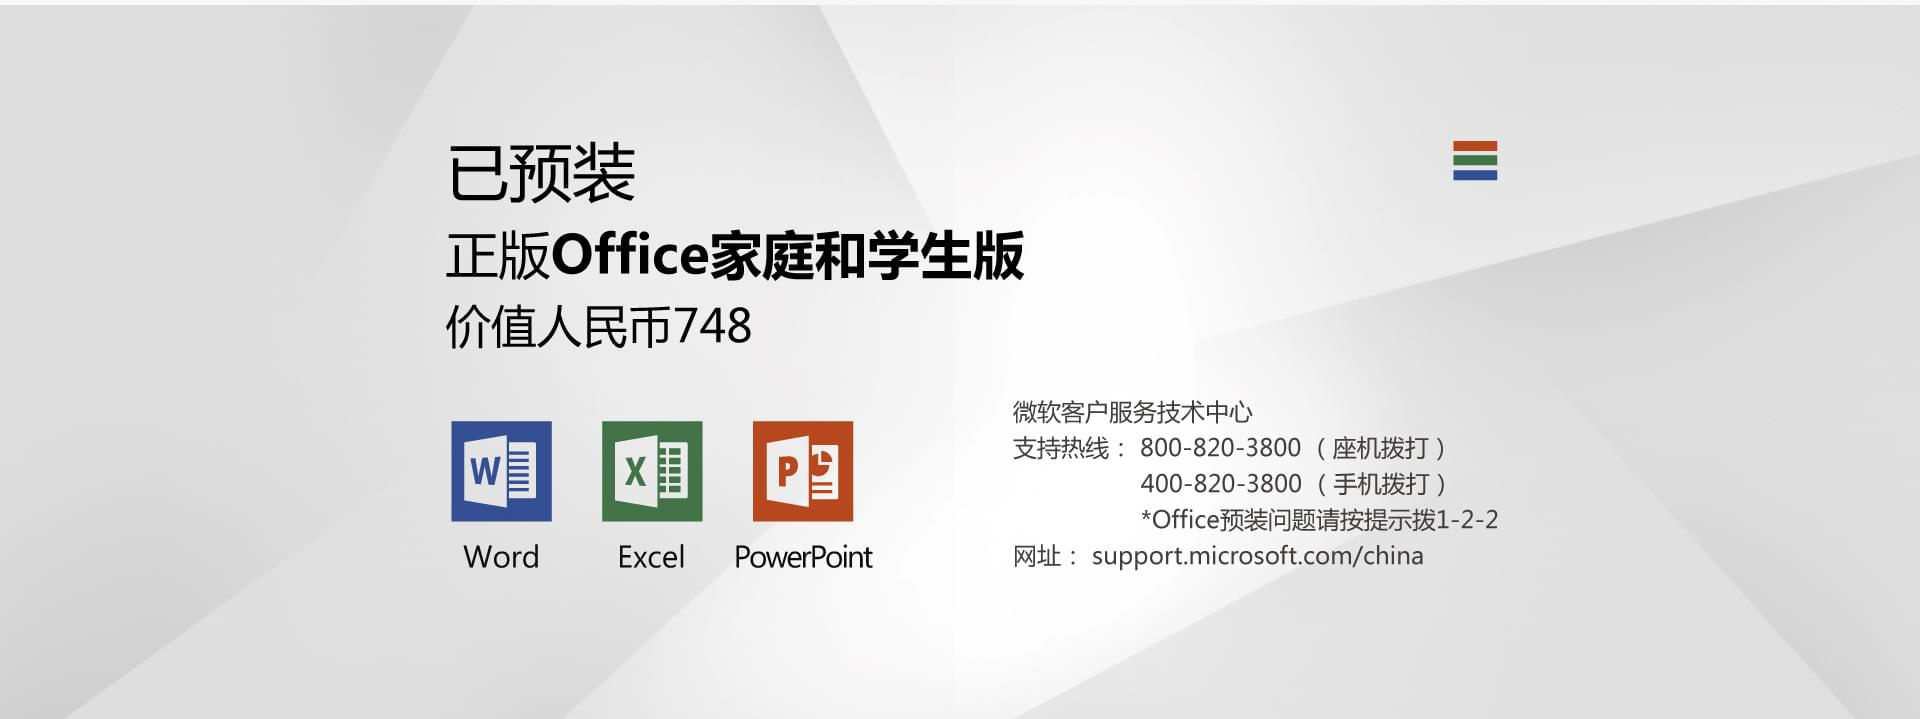 已预装
正版Office家庭和学生版
价值人民币748
W
X
P
Word
Excel
PowerPoint
微软客户服务技术中心
支持热线： 800-820-3800 （座机拨打）
400-820-3800 （手机拨打）
*Office预装问题请按提示拨1-2-2
网址： support.microsoft.com/china